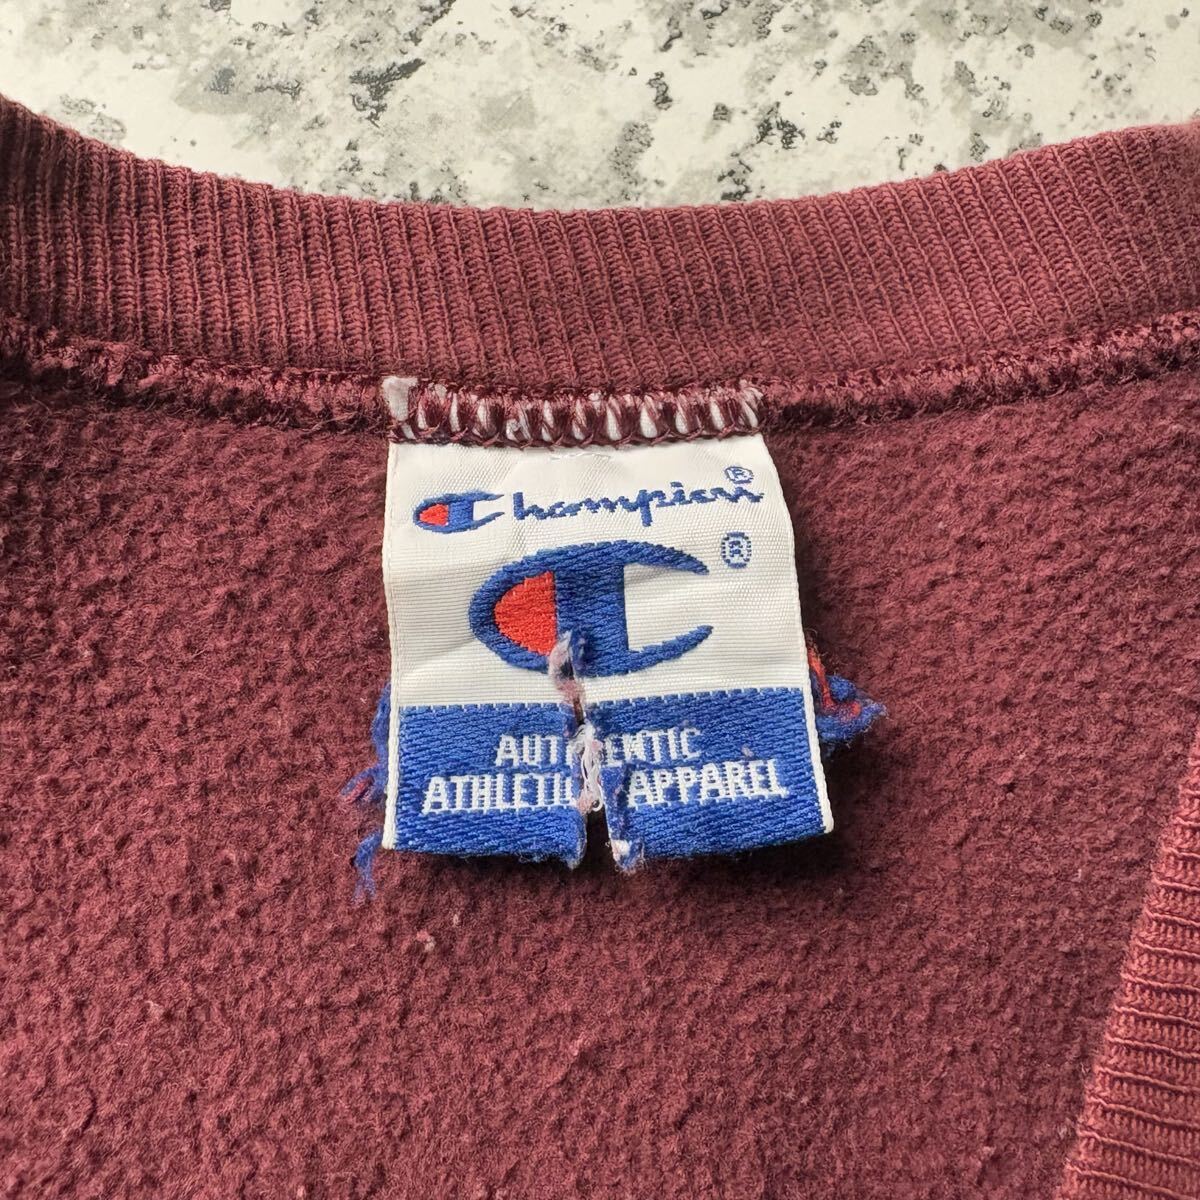 Champion®
®
AUTHENTIC
ATHLETIC APPAREL